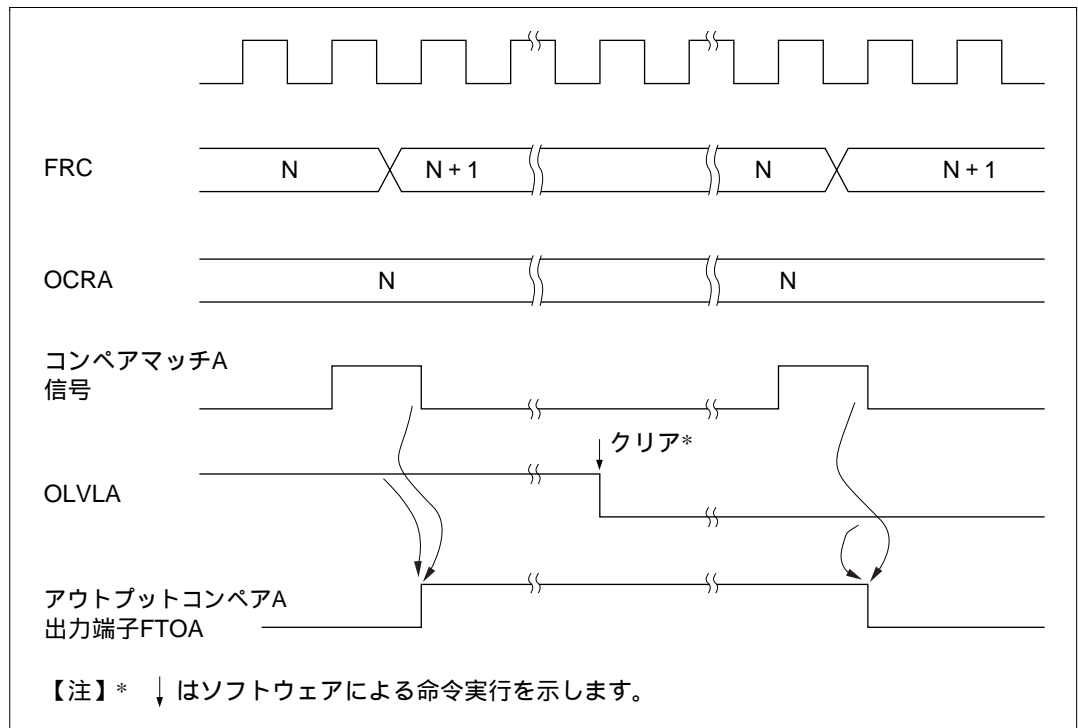 FRC N N + 1 N N + 1
OCRA N N
コンペアマッチA
信号
クリア*
OLVLA
アウトプットコンペアA
出力端子FTOA
【注】* ↓ はソフトウェアによる命令実行を示します。